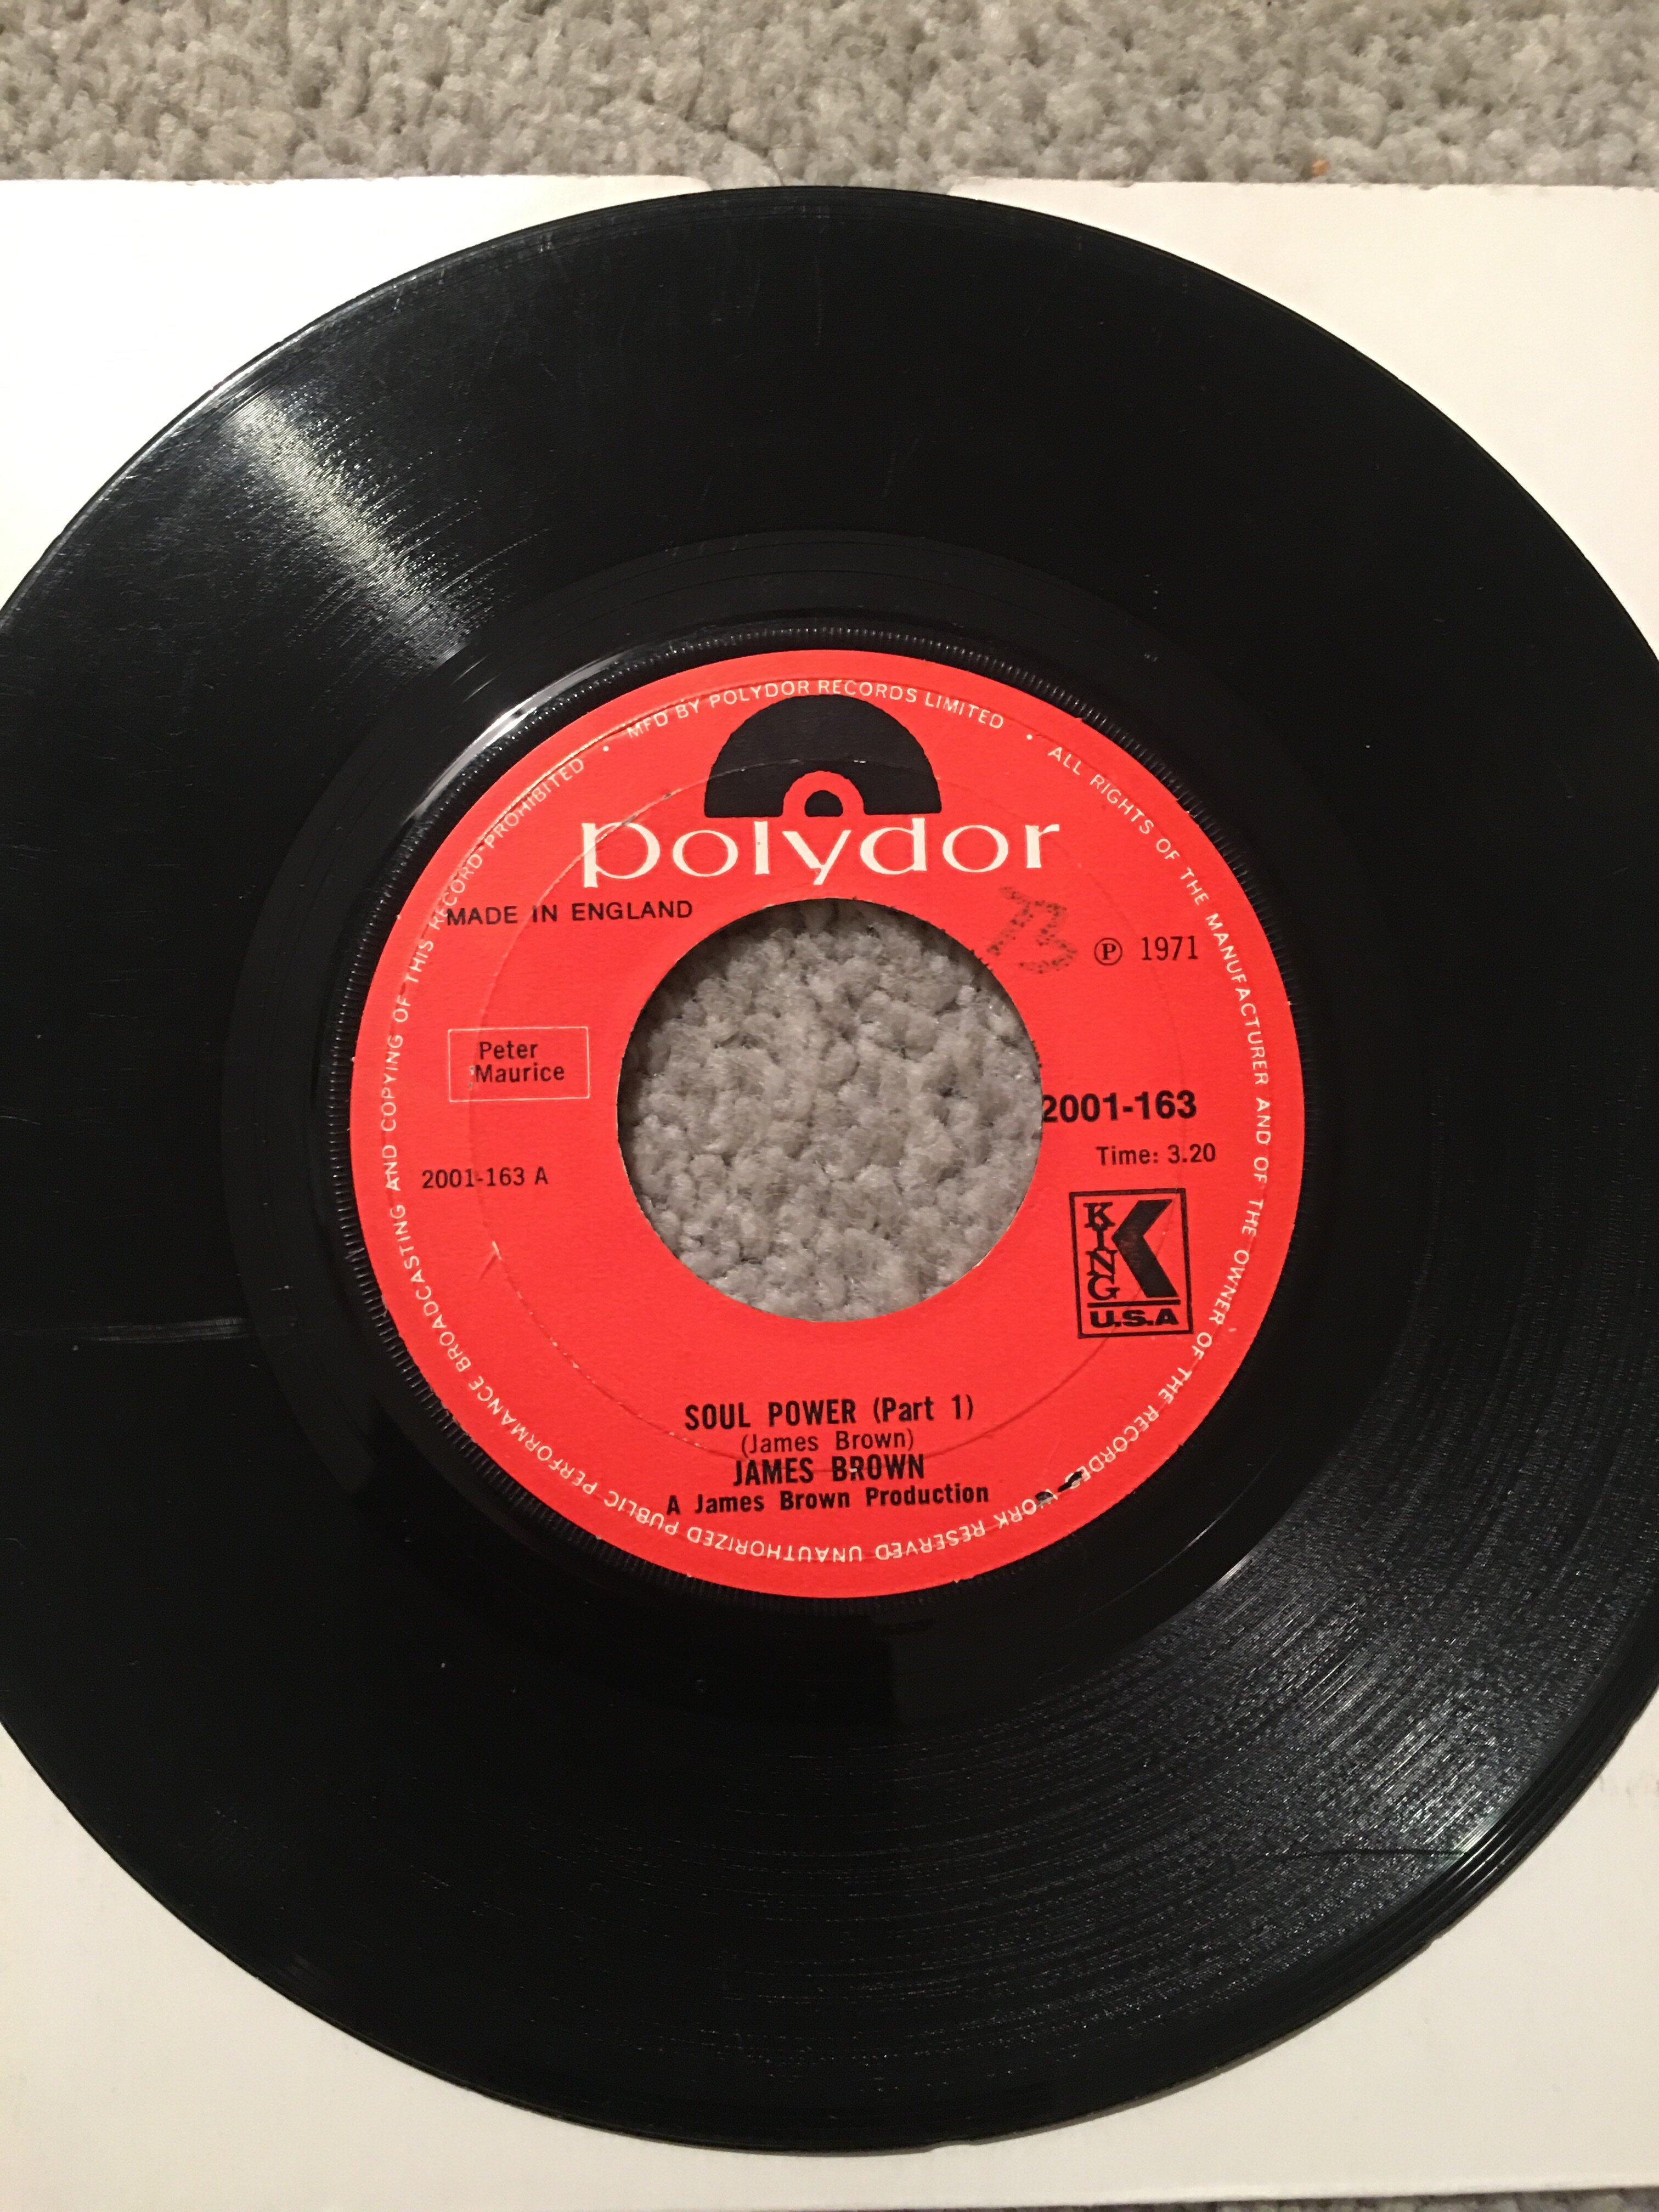 MFD BY POLYDOR RECORDS LIMITED • ALL RIGHTS OF THE MANUFACTURER AND OF THE OWNER OF THE RECORDED WORK RESERVED UNAUTHORIZED PUBLIC PERFORMANCE BROADCASTING AND COPYING OF THIS RECORD PROHIBITED •
polydor
MADE IN ENGLAND
73
℗ 1971
Peter
Maurice
2001-163
Time: 3.20
2001-163 A
KING
U.S.A
SOUL POWER (Part 1)
(James Brown)
JAMES BROWN
A James Brown Production